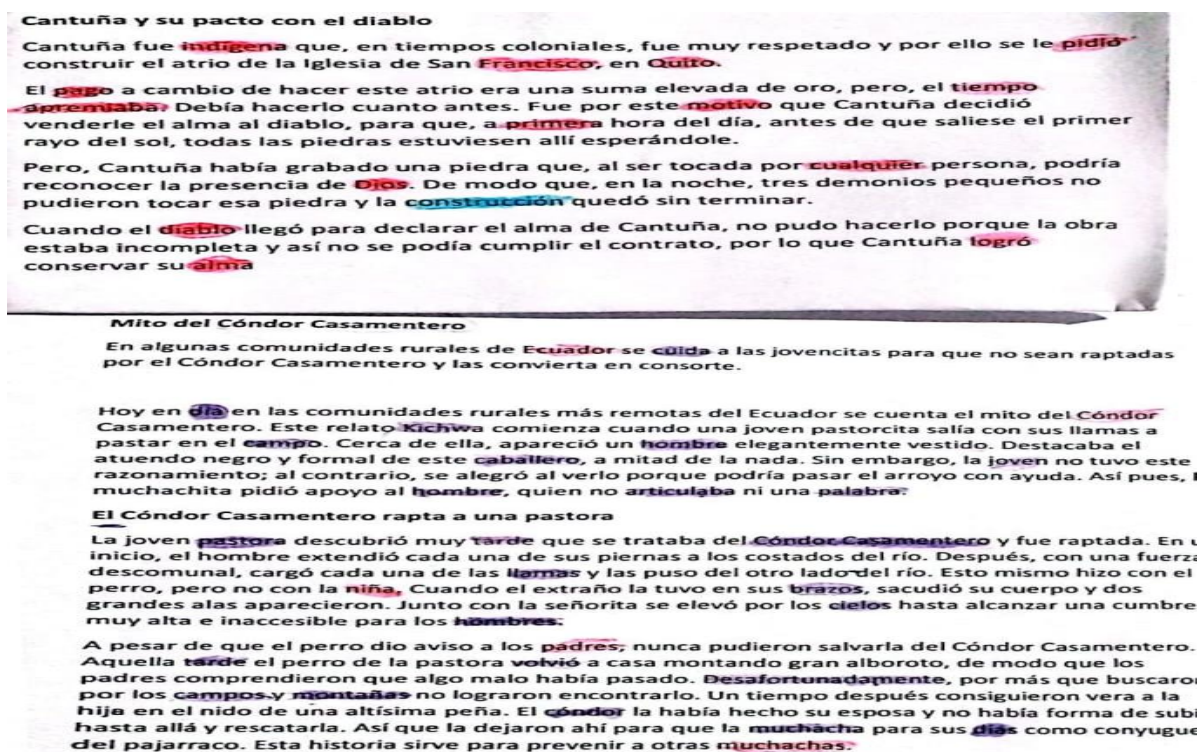 Cantuña y su pacto con el diablo
Cantuña fue indígena que, en tiempos coloniales, fue muy respetado y por ello se le pidió
construir el atrio de la Iglesia de San Francisco, en Quito.
El pago a cambio de hacer este atrio era una suma elevada de oro, pero, el tiempo
apremiaba. Debía hacerlo cuanto antes. Fue por este motivo que Cantuña decidió
venderle el alma al diablo, para que, a primera hora del día, antes de que saliese el primer
rayo del sol, todas las piedras estuviesen allí esperándole.
Pero, Cantuña había grabado una piedra que, al ser tocada por cualquier persona, podría
reconocer la presencia de Dios. De modo que, en la noche, tres demonios pequeños no
pudieron tocar esa piedra y la construcción quedó sin terminar.
Cuando el diablo llegó para declarar el alma de Cantuña, no pudo hacerlo porque la obra
estaba incompleta y así no se podía cumplir el contrato, por lo que Cantuña logró
conservar su alma
Mito del Cóndor Casamentero
En algunas comunidades rurales de Ecuador se cuida a las jovencitas para que no sean raptadas
por el Cóndor Casamentero y las convierta en consorte.
Hoy en día en las comunidades rurales más remotas del Ecuador se cuenta el mito del Cóndor
Casamentero. Este relato Kichwa comienza cuando una joven pastorcita salía con sus llamas a
pastar en el campo. Cerca de ella, apareció un hombre elegantemente vestido. Destacaba el
atuendo negro y formal de este caballero, a mitad de la nada. Sin embargo, la joven no tuvo este
razonamiento; al contrario, se alegró al verlo porque podría pasar el arroyo con ayuda. Así pues,
muchachita pidió apoyo al hombre, quien no articulaba ni una palabra.
El Cóndor Casamentero rapta a una pastora
La joven pastora descubrió muy tarde que se trataba del Cóndor Casamentero y fue raptada. En
inicio, el hombre extendió cada una de sus piernas a los costados del río. Después, con una fuerza
descomunal, cargó cada una de las llamas y las puso del otro lado del río. Esto mismo hizo con el
perro, pero no con la niña. Cuando el extraño la tuvo en sus brazos, sacudió su cuerpo y dos
grandes alas aparecieron. Junto con la señorita se elevó por los cielos hasta alcanzar una cumbre
muy alta e inaccesible para los hombres.
A pesar de que el perro dio aviso a los padres, nunca pudieron salvarla del Cóndor Casamentero.
Aquella tarde el perro de la pastora volvió a casa montando gran alboroto, de modo que los
padres comprendieron que algo malo había pasado. Desafortunadamente, por más que buscaro
por los campos y montañas no lograron encontrarlo. Un tiempo después consiguieron vera a la
hija en el nido de una altísima peña. El cóndor la había hecho su esposa y no había forma de subi
hasta allá y rescatarla. Así que la dejaron ahí para que la muchacha para sus días como conyugue
del pajarraco. Esta historia sirve para prevenir a otras muchachas.